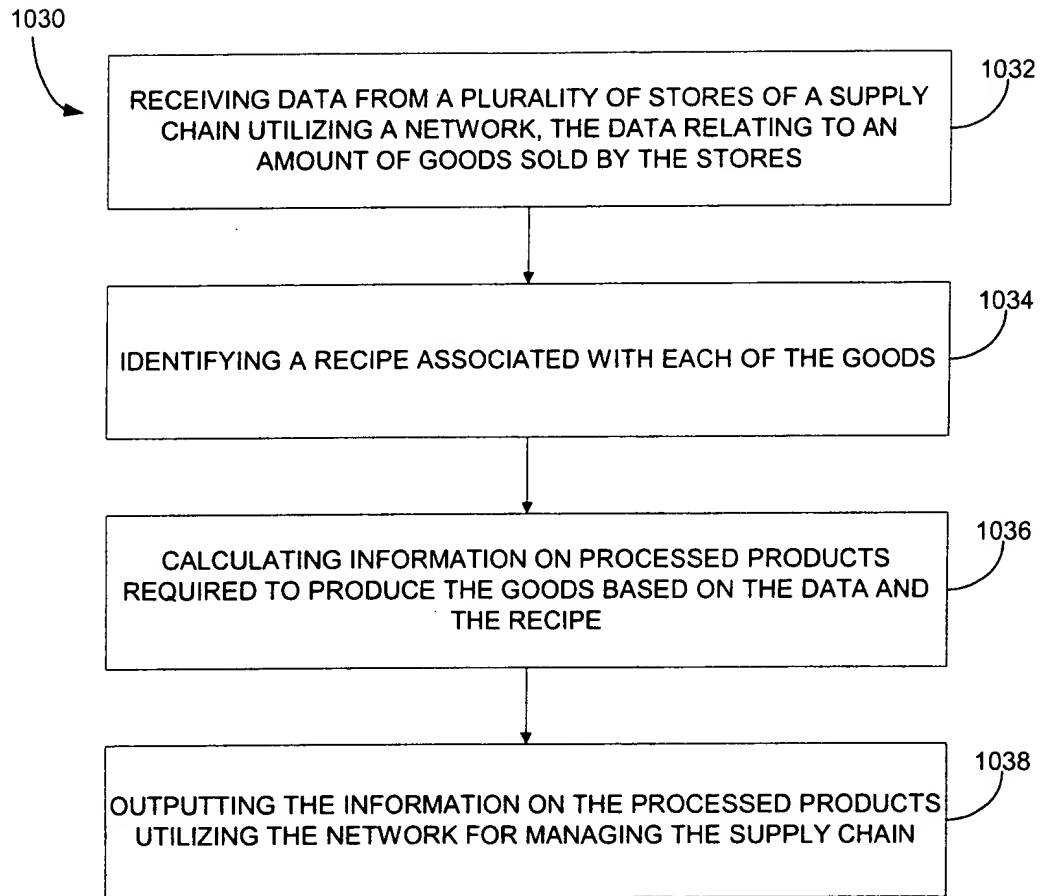 1030
1032
RECEIVING DATA FROM A PLURALITY OF STORES OF A SUPPLY
CHAIN UTILIZING A NETWORK, THE DATA RELATING TO AN
AMOUNT OF GOODS SOLD BY THE STORES
1034
IDENTIFYING A RECIPE ASSOCIATED WITH EACH OF THE GOODS
1036
CALCULATING INFORMATION ON PROCESSED PRODUCTS
REQUIRED TO PRODUCE THE GOODS BASED ON THE DATA AND
THE RECIPE
1038
OUTPUTTING THE INFORMATION ON THE PROCESSED PRODUCTS
UTILIZING THE NETWORK FOR MANAGING THE SUPPLY CHAIN